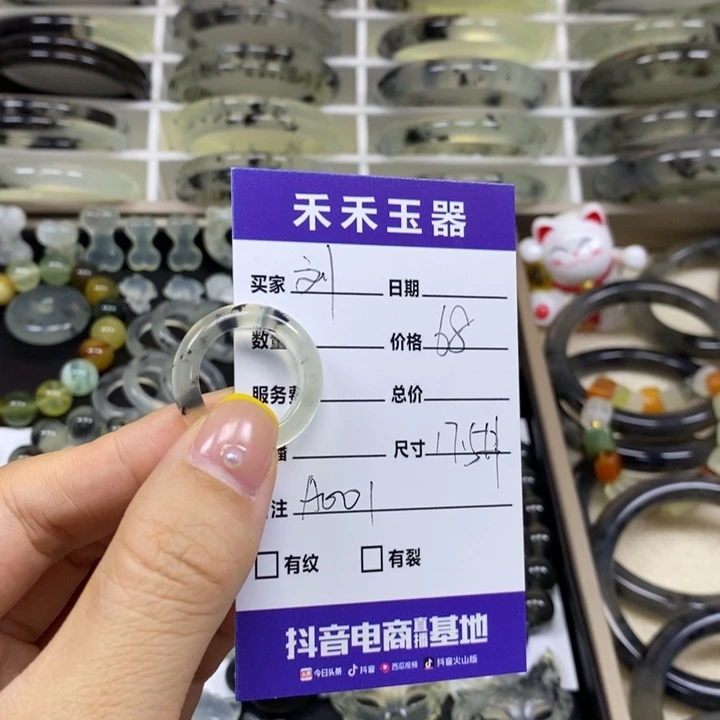 禾禾玉器
买家 刘 日期
数量 价格 68
服务费 总价
播 尺寸 17.5
注 A001
有纹 有裂
抖音电商直播基地
今日头条 抖音 西瓜视频 抖音火山版